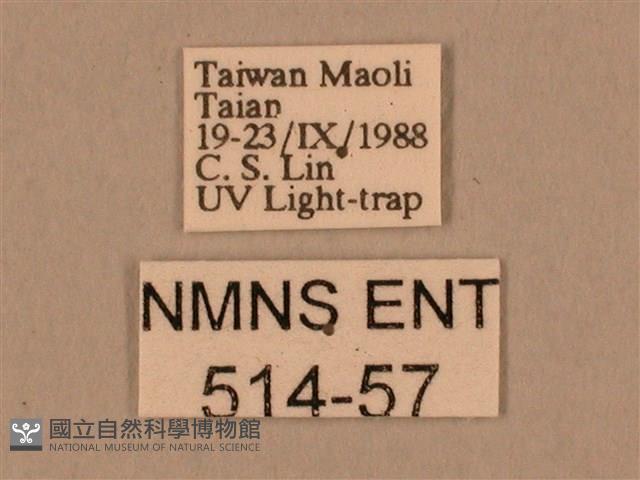 Taiwan Maoli
Taian
19-23/IX/1988
C. S. Lin
UV Light-trap
NMNS ENT
514-57
國立自然科學博物館
NATIONAL MUSEUM OF NATURAL SCIENCE